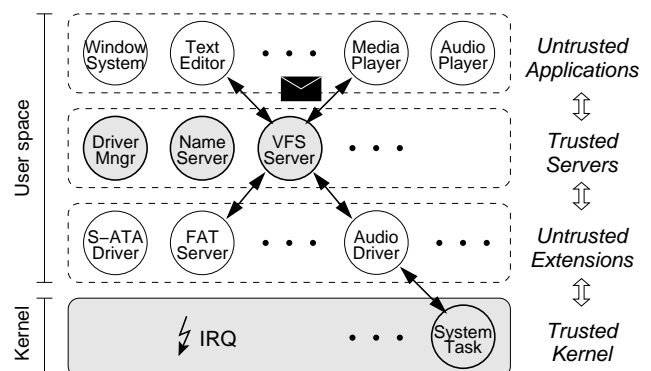 Window
System
Text
Editor
Media
Player
Audio
Player
Untrusted
Applications
User space
Driver
Mngr
Name
Server
VFS
Server
Trusted
Servers
S−ATA
Driver
FAT
Server
Audio
Driver
Untrusted
Extensions
Kernel
IRQ
System
Task
Trusted
Kernel